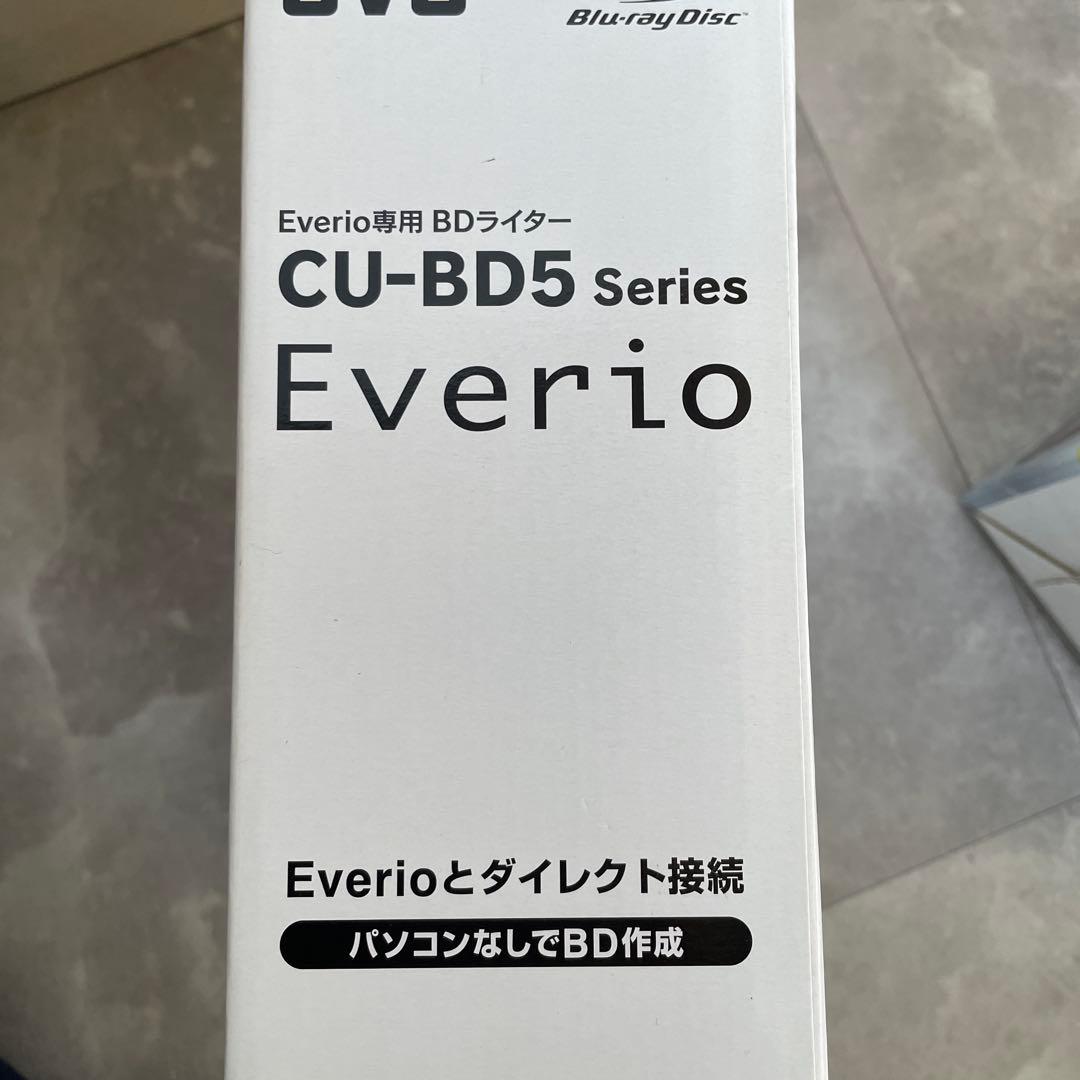 JVC
Blu-ray Disc™
Everio専用 BDライター
CU-BD5 Series
Everio
Everioとダイレクト接続
パソコンなしでBD作成